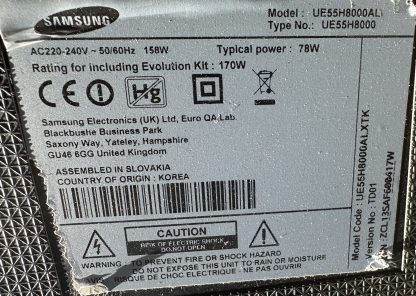 SAMSUNG
Model : UE55H8000AL
Type No.: UE55H8000
AC220-240V ~ 50/60Hz 158W Typical power : 78W
Rating for including Evolution Kit : 170W
CE Hg
Samsung Electronics (UK) Ltd, Euro QA Lab.
Blackbushe Business Park
Saxony Way, Yateley, Hampshire
GU46 6GG United Kingdom
ASSEMBLED IN SLOVAKIA
COUNTRY OF ORIGIN : KOREA
CAUTION
RISK OF ELECTRIC SHOCK
DO NOT OPEN
WARNING - TO PREVENT FIRE OR SHOCK HAZARD
DO NOT EXPOSE THIS UNIT TO RAIN OR MOISTURE
AVIS: RISQUE DE CHOC ELECTRIQUE-NE PAS OUVRIR
Model Code : UE55H8000ALXTK
Version No : TD01